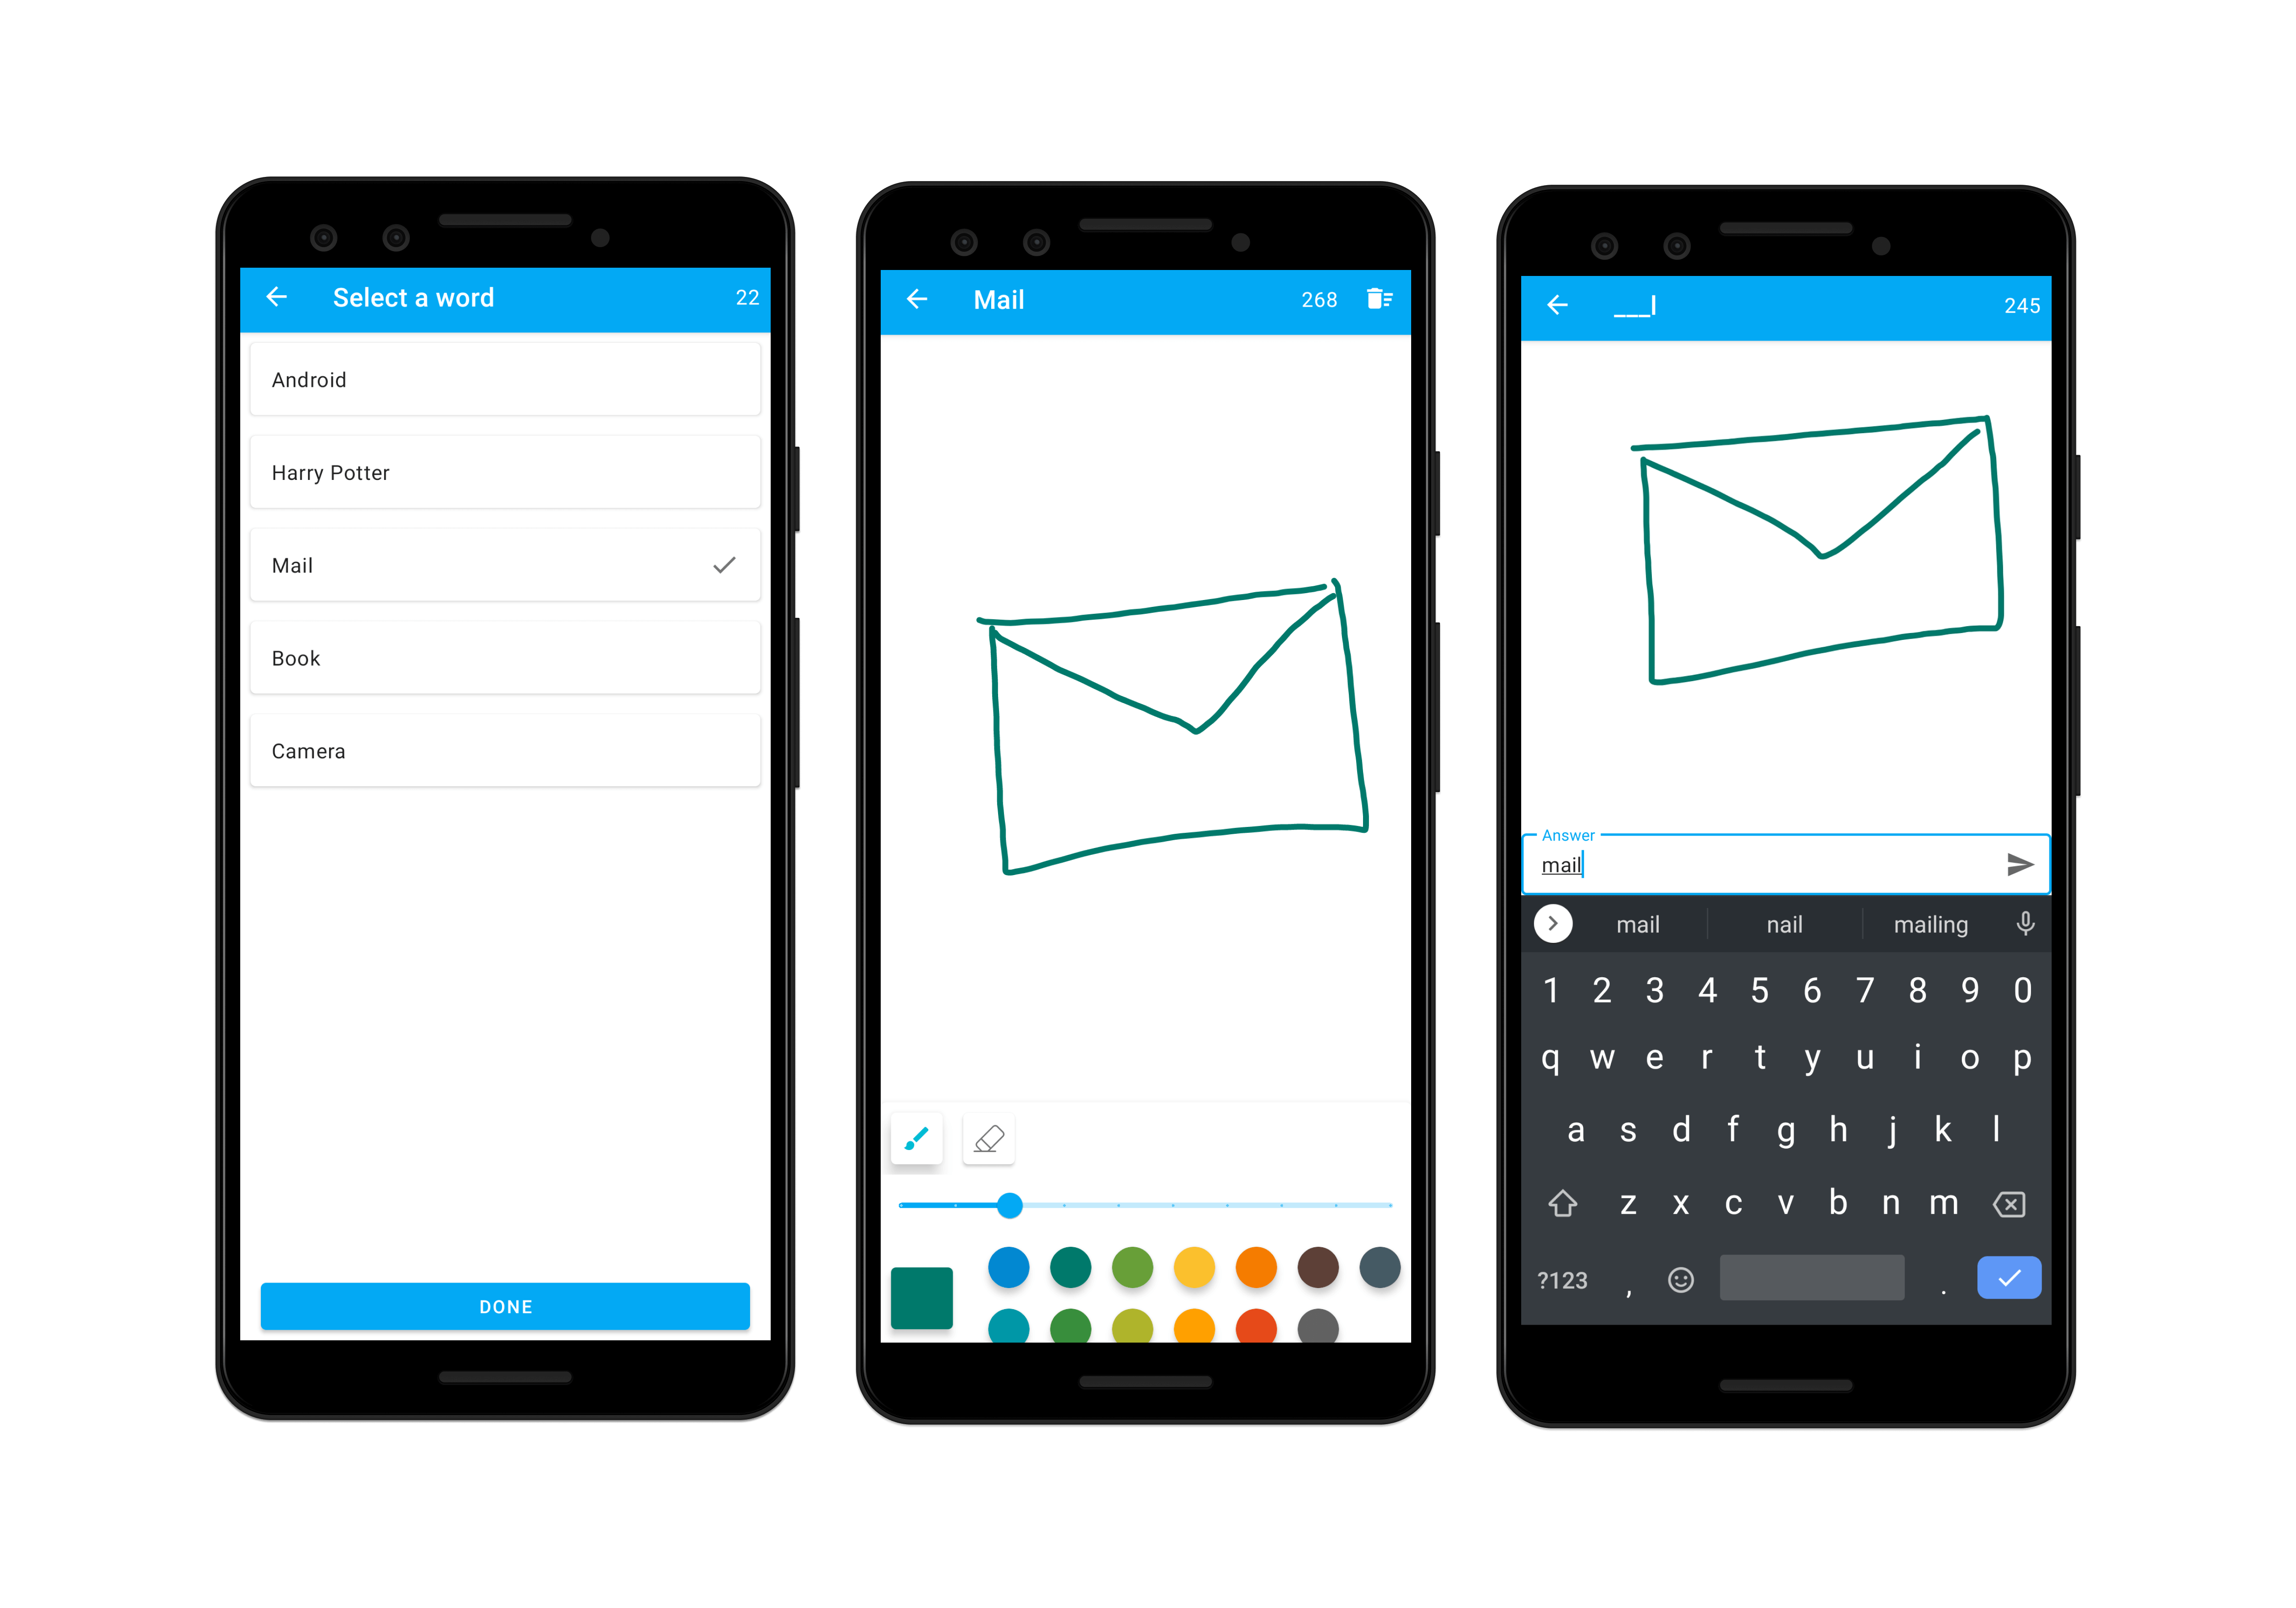 Select a word 22
Android
Harry Potter
Mail
Book
Camera
DONE
Mail 268
___l 245
Answer
mail
mail nail mailing
1 2 3 4 5 6 7 8 9 0
q w e r t y u i o p
a s d f g h j k l
z x c v b n m
?123 , .